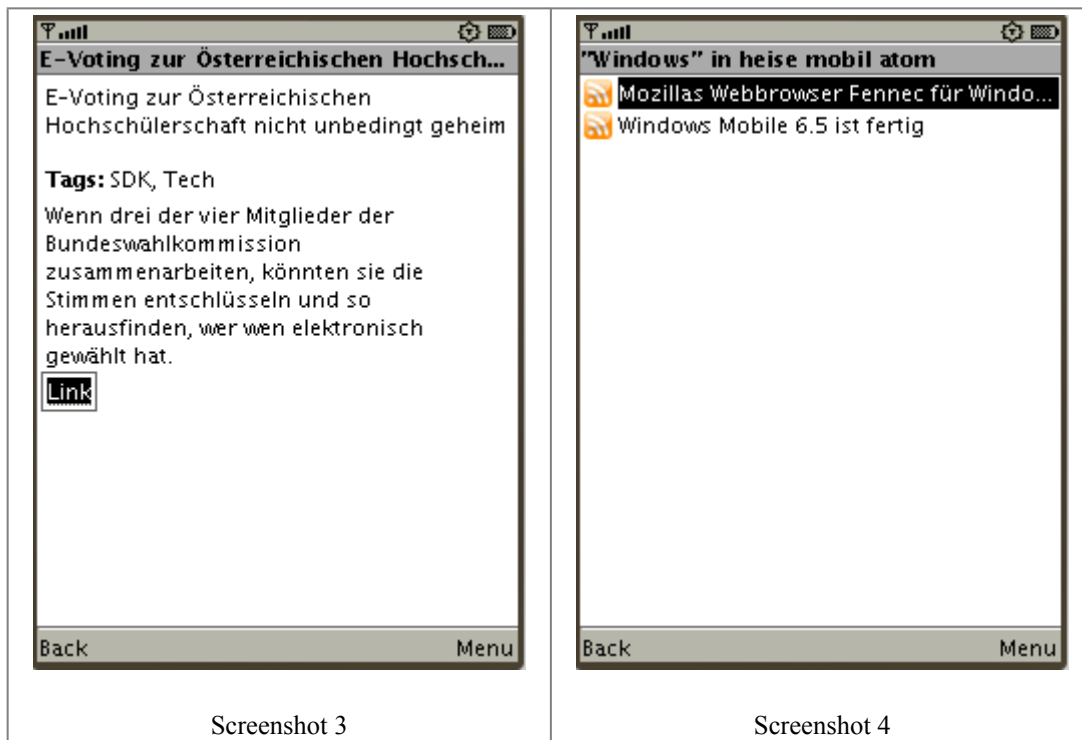 E-Voting zur Österreichischen Hochsch...
E-Voting zur Österreichischen
Hochschülerschaft nicht unbedingt geheim
Tags: SDK, Tech
Wenn drei der vier Mitglieder der
Bundeswahlkommission
zusammenarbeiten, könnten sie die
Stimmen entschlüsseln und so
herausfinden, wer wen elektronisch
gewählt hat.
Link
Back
Menu
Screenshot 3
"Windows" in heise mobil atom
Mozillas Webbrowser Fennec für Windo...
Windows Mobile 6.5 ist fertig
Back
Menu
Screenshot 4